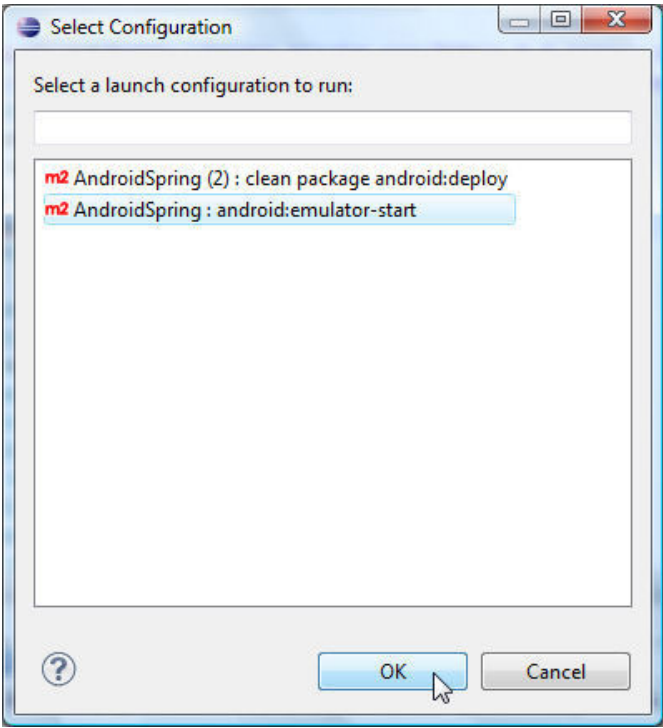 Select Configuration
Select a launch configuration to run:
m2 AndroidSpring (2) : clean package android:deploy
m2 AndroidSpring : android:emulator-start
?
OK
Cancel